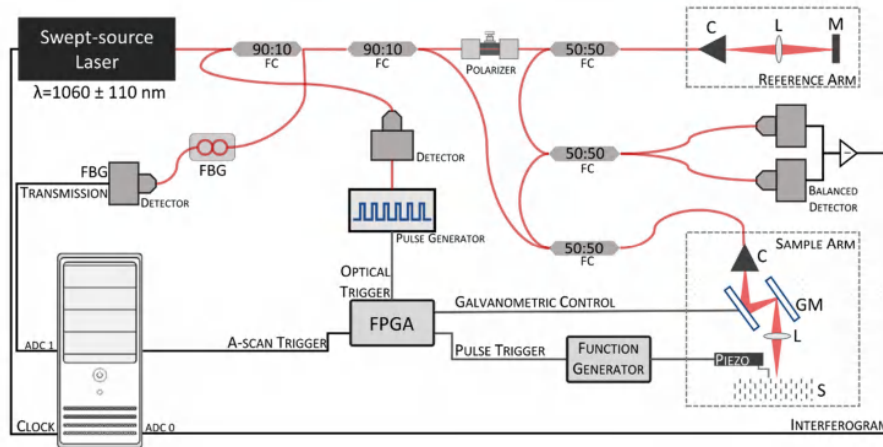 Swept-source
Laser
λ=1060 ± 110 nm
90:10
FC
90:10
FC
POLARIZER
50:50
FC
C
L
M
REFERENCE ARM
FBG
TRANSMISSION
DETECTOR
FBG
DETECTOR
PULSE GENERATOR
50:50
FC
BALANCED
DETECTOR
50:50
FC
SAMPLE ARM
C
GM
L
PIEZO
S
OPTICAL
TRIGGER
FPGA
GALVANOMETRIC CONTROL
A-SCAN TRIGGER
PULSE TRIGGER
FUNCTION
GENERATOR
ADC 1
CLOCK
ADC 0
INTERFEROGRAM